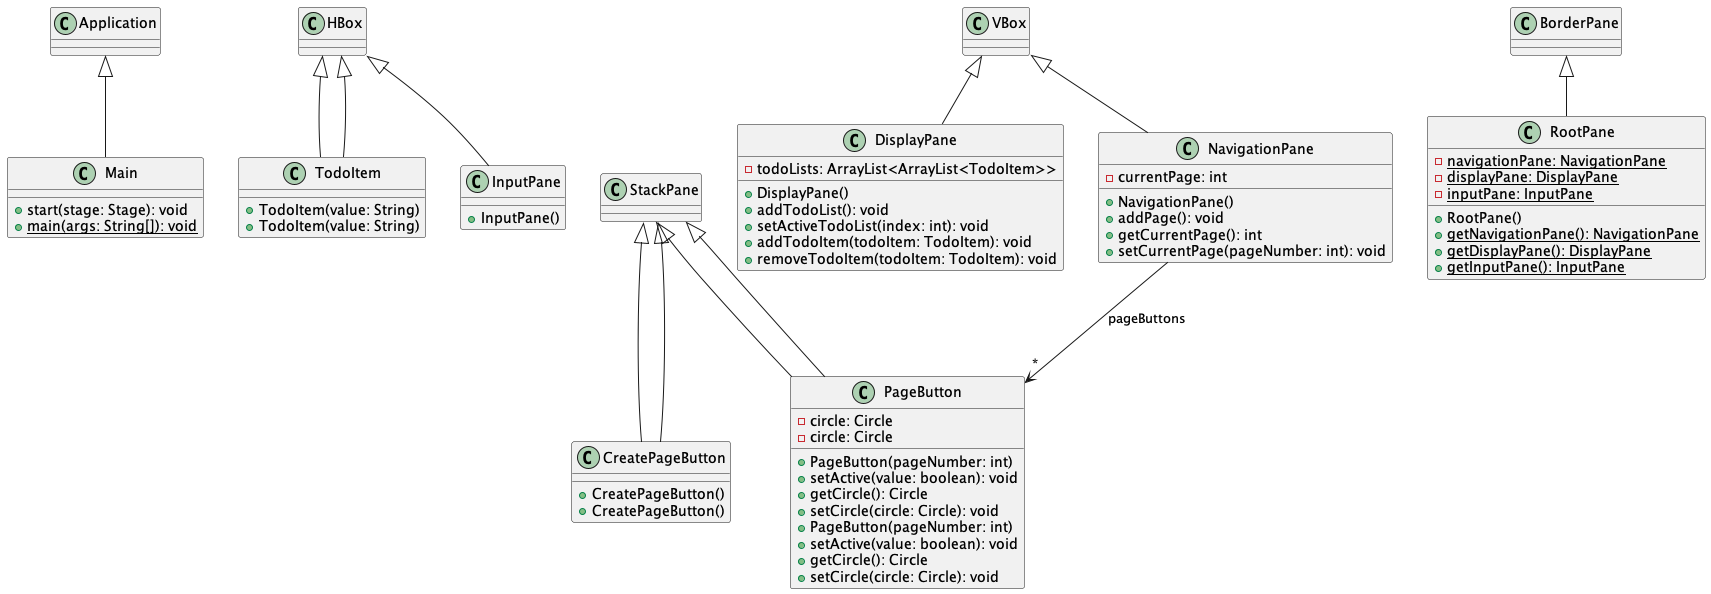 C Application
C HBox
C VBox
C BorderPane
C Main
start(stage: Stage): void
main(args: String[]): void
C TodoItem
TodoItem(value: String)
TodoItem(value: String)
C InputPane
InputPane()
C StackPane
C DisplayPane
todoLists: ArrayList<ArrayList<TodoItem>>
DisplayPane()
addTodoList(): void
setActiveTodoList(index: int): void
addTodoItem(todoItem: TodoItem): void
removeTodoItem(todoItem: TodoItem): void
C NavigationPane
currentPage: int
NavigationPane()
addPage(): void
getCurrentPage(): int
setCurrentPage(pageNumber: int): void
C RootPane
navigationPane: NavigationPane
displayPane: DisplayPane
inputPane: InputPane
RootPane()
getNavigationPane(): NavigationPane
getDisplayPane(): DisplayPane
getInputPane(): InputPane
pageButtons
*
C CreatePageButton
CreatePageButton()
CreatePageButton()
C PageButton
circle: Circle
circle: Circle
PageButton(pageNumber: int)
setActive(value: boolean): void
getCircle(): Circle
setCircle(circle: Circle): void
PageButton(pageNumber: int)
setActive(value: boolean): void
getCircle(): Circle
setCircle(circle: Circle): void